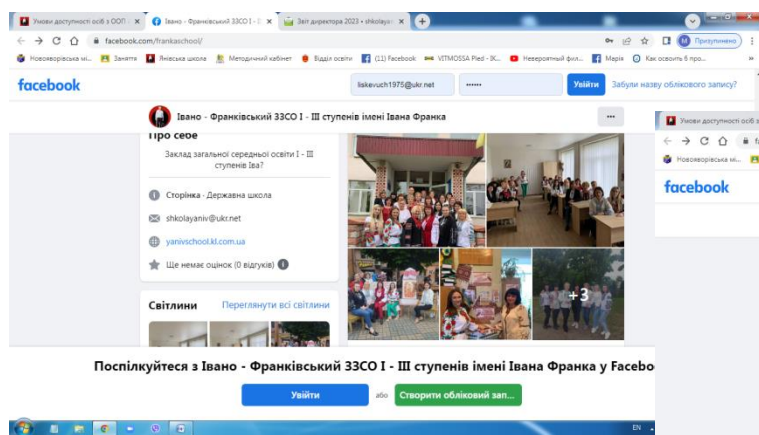 Умови доступності осіб з ООП
Івано - Франківський ЗЗСО І - ІІІ с
Звіт директора 2023 • shkolayan
facebook.com/frankaschool/
Призупинено
Новояворівська мі...
Заняття
Янівська школа
Методичний кабінет
Відділ освіти
(11) Facebook
VITMOSSA Pied - IK...
Невероятный фил...
Марія
Как освоить 6 про...
facebook
liskevuch1975@ukr.net
••••••
Увійти
Забули назву облікового запису?
Івано - Франківський ЗЗСО І - ІІІ ступенів імені Івана Франка
Про себе
Заклад загальної середньої освіти І - ІІІ
ступенів Іва?
Сторінка · Державна школа
shkolayaniv@ukr.net
yanivschool.kl.com.ua
Ще немає оцінок (0 відгуків)
Світлини
Переглянути всі світлини
+3
Поспілкуйтеся з Івано - Франківський ЗЗСО І - ІІІ ступенів імені Івана Франка у Facebo
Увійти
або
Створити обліковий зап...
EN
Умови доступності осіб з
Новояворівська мі...
facebook